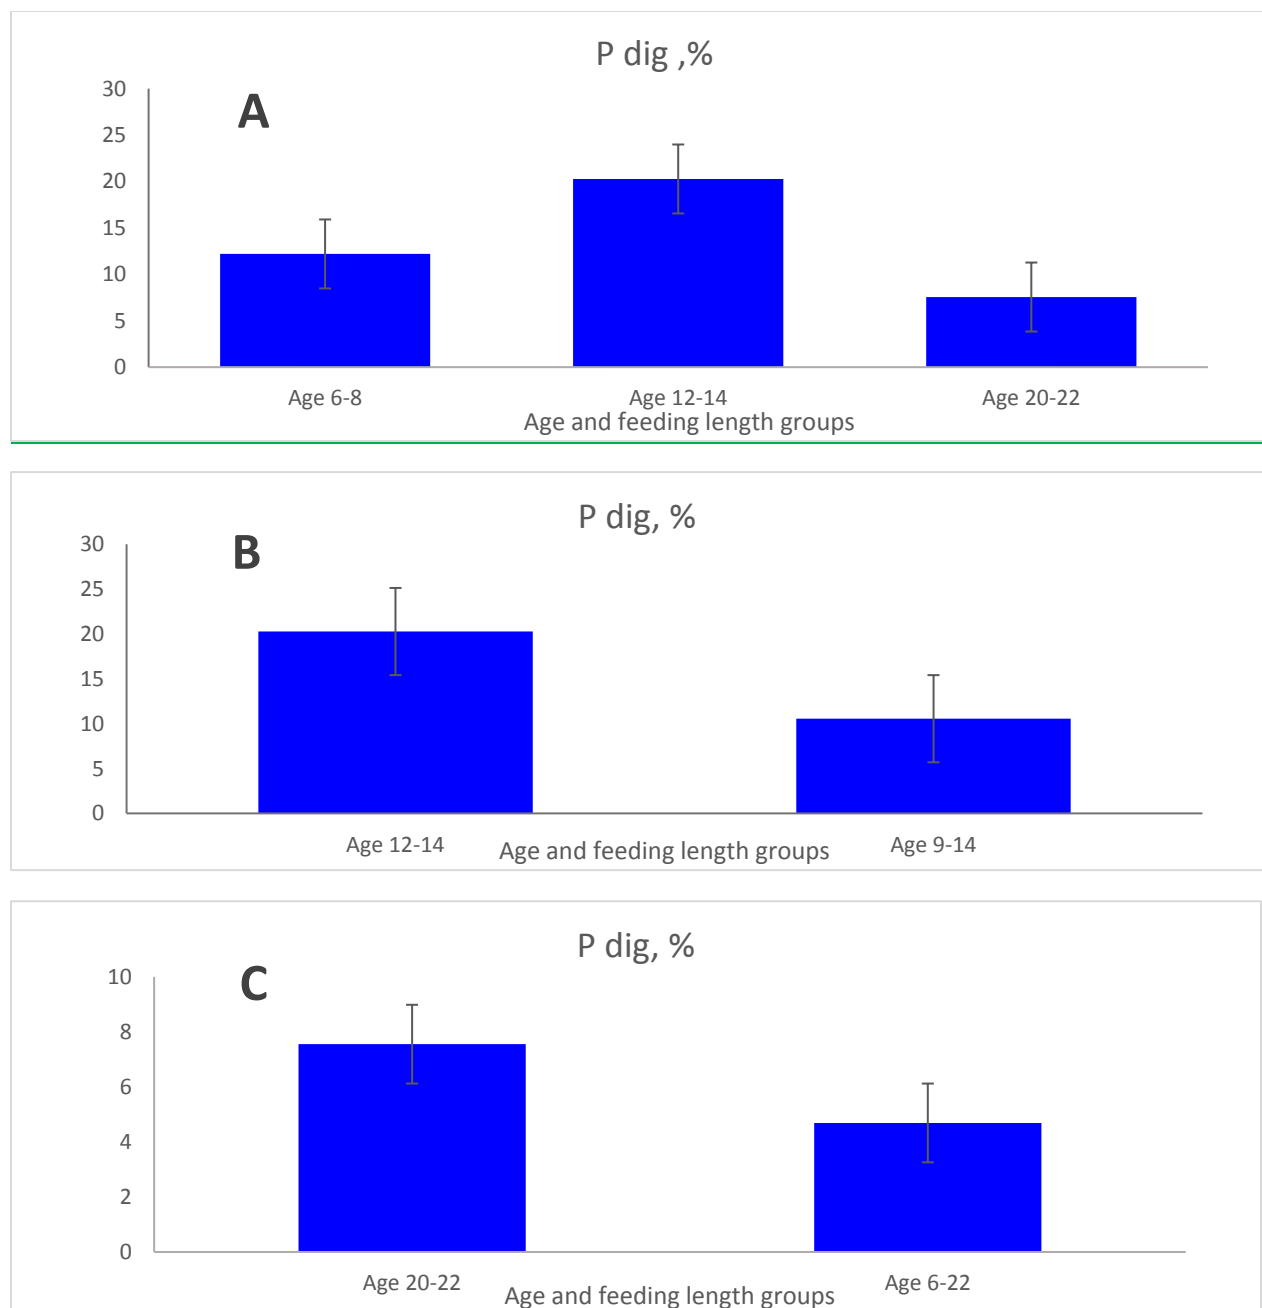 P dig ,%
A
30
25
20
15
10
5
0
Age 6-8 Age 12-14 Age 20-22
Age and feeding length groups
P dig, %
B
30
25
20
15
10
5
0
Age 12-14 Age 9-14
Age and feeding length groups
P dig, %
C
10
8
6
4
2
0
Age 20-22 Age 6-22
Age and feeding length groups